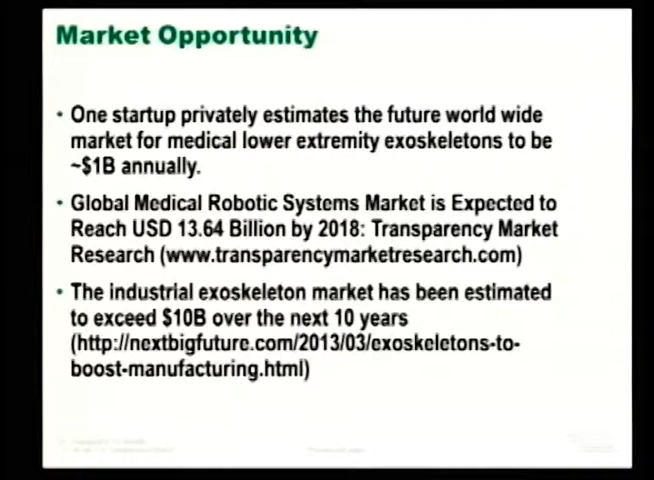 Market Opportunity
• One startup privately estimates the future world wide
market for medical lower extremity exoskeletons to be
~$1B annually.
• Global Medical Robotic Systems Market is Expected to
Reach USD 13.64 Billion by 2018: Transparency Market
Research (www.transparencymarketresearch.com)
• The industrial exoskeleton market has been estimated
to exceed $10B over the next 10 years
(http://nextbigfuture.com/2013/03/exoskeletons-to-
boost-manufacturing.html)